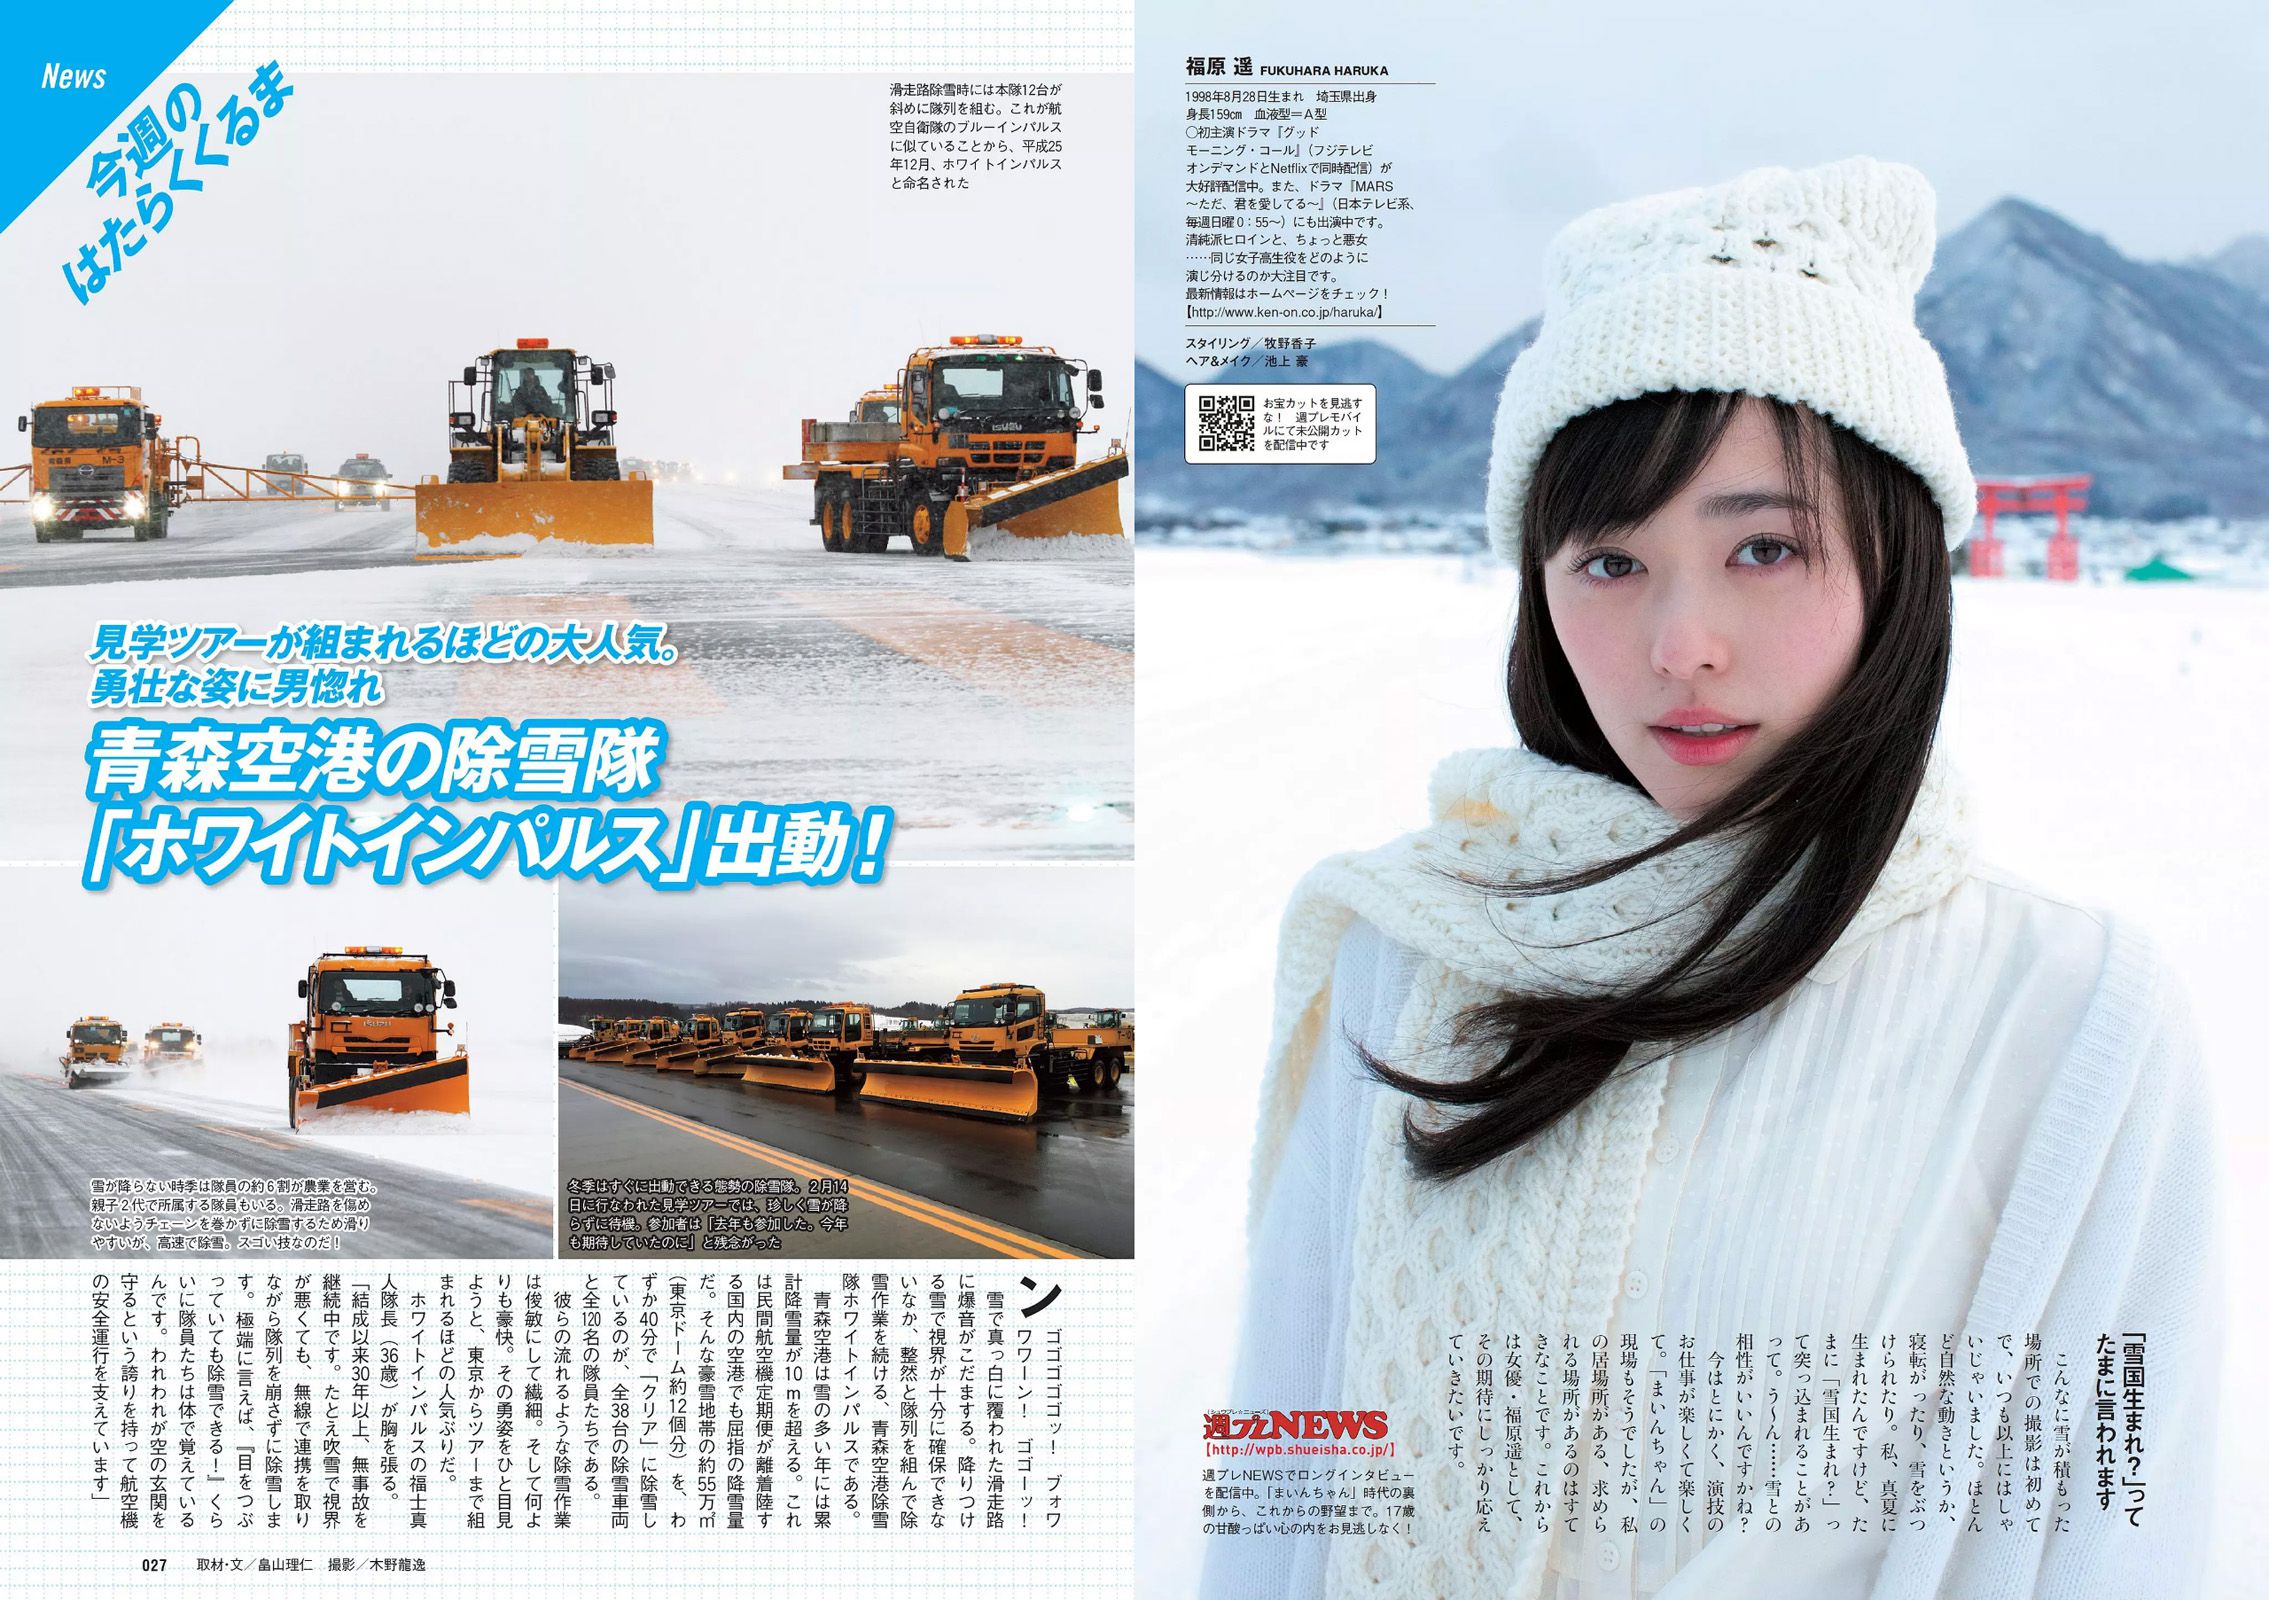 福原 遥 FUKUHARA HARUKA
1998年8月28日生まれ　埼玉県出身
身長159㎝　血液型＝A型
〇初主演ドラマ『グッド
モーニング・コール』（フジテレビ
オンデマンドとNetflixで同時配信）が
大好評配信中。また、ドラマ『MARS
〜ただ、君を愛してる〜』（日本テレビ系、
毎週日曜0：55〜）にも出演中です。
清純派ヒロインと、ちょっと悪女
……同じ女子高生役をどのように
演じ分けるのか大注目です。
最新情報はホームページをチェック！
【http://www.ken-on.co.jp/haruka/】
スタイリング／牧野香子
ヘア&メイク／池上 豪
お宝カットを見逃す
な！　週プレモバイ
ルにて未公開カット
を配信中です
「雪国生まれ？」って
たまに言われます
こんなに雪が積もった
場所での撮影は初めて
で、いつも以上にはしゃ
いじゃいました。ほとん
ど自然な動きというか、
寝転がったり、雪をぶつ
けられたり。私、真夏に
生まれたんですけど、た
まに「雪国生まれ？」っ
て突っ込まれることがあ
って。う〜ん……雪との
相性がいいんですかね？
今はとにかく、演技の
お仕事が楽しくて楽しく
て。「まいんちゃん」の
現場もそうでしたが、私
の居場所がある、求めら
れる場所があるのはすて
きなことです。これから
は女優・福原遥として、
その期待にしっかり応え
ていきたいです。
［シュウプレ☆ニュース］
週プレNEWS
【http://wpb.shueisha.co.jp/】
週プレNEWSでロングインタビュー
を配信中。「まいんちゃん」時代の裏
側から、これからの野望まで。17歳
の甘酸っぱい心の内をお見逃しなく！
News
今週の
はたらくくるま
滑走路除雪時には本隊12台が
斜めに隊列を組む。これが航
空自衛隊のブルーインパルス
に似ていることから、平成25
年12月、ホワイトインパルス
と命名された
青森県
M-3
ISUZU
見学ツアーが組まれるほどの大人気。
勇壮な姿に男惚れ
青森空港の除雪隊
「ホワイトインパルス」出動！
ISUZU
雪が降らない時季は隊員の約6割が農業を営む。
親子2代で所属する隊員もいる。滑走路を傷め
ないようチェーンを巻かずに除雪するため滑り
やすいが、高速で除雪。スゴい技なのだ！
冬季はすぐに出動できる態勢の除雪隊。2月14
日に行なわれた見学ツアーでは、珍しく雪が降
らずに待機。参加者は「去年も参加した。今年
も期待していたのに」と残念がった
ゴゴゴゴゴゴッ！　ブォワ
ンワワーン！　ゴゴーッ！
雪で真っ白に覆われた滑走路
に爆音がこだまする。降りつけ
る雪で視界が十分に確保できな
いなか、整然と隊列を組んで除
雪作業を続ける、青森空港除雪
隊ホワイトインパルスである。
青森空港は雪の多い年には累
計降雪量が10mを超える。これ
は民間航空機定期便が離着陸す
る国内の空港でも屈指の降雪量
だ。そんな豪雪地帯の約55万㎡
（東京ドーム約12個分）を、わ
ずか40分で「クリア」に除雪し
ているのが、全38台の除雪車両
と全120名の隊員たちである。
彼らの流れるような除雪作業
は俊敏にして繊細。そして何よ
りも豪快。その勇姿をひと目見
ようと、東京からツアーまで組
まれるほどの人気ぶりだ。
ホワイトインパルスの福士真
人隊長（36歳）が胸を張る。
「結成以来30年以上、無事故を
継続中です。たとえ吹雪で視界
が悪くても、無線で連携を取り
ながら隊列を崩さずに除雪しま
す。極端に言えば、『目をつぶ
っていても除雪できる！』くら
いに隊員たちは体で覚えている
んです。われわれが空の玄関を
守るという誇りを持って航空機
の安全運行を支えています」
027　取材・文／畠山理仁　撮影／木野龍逸